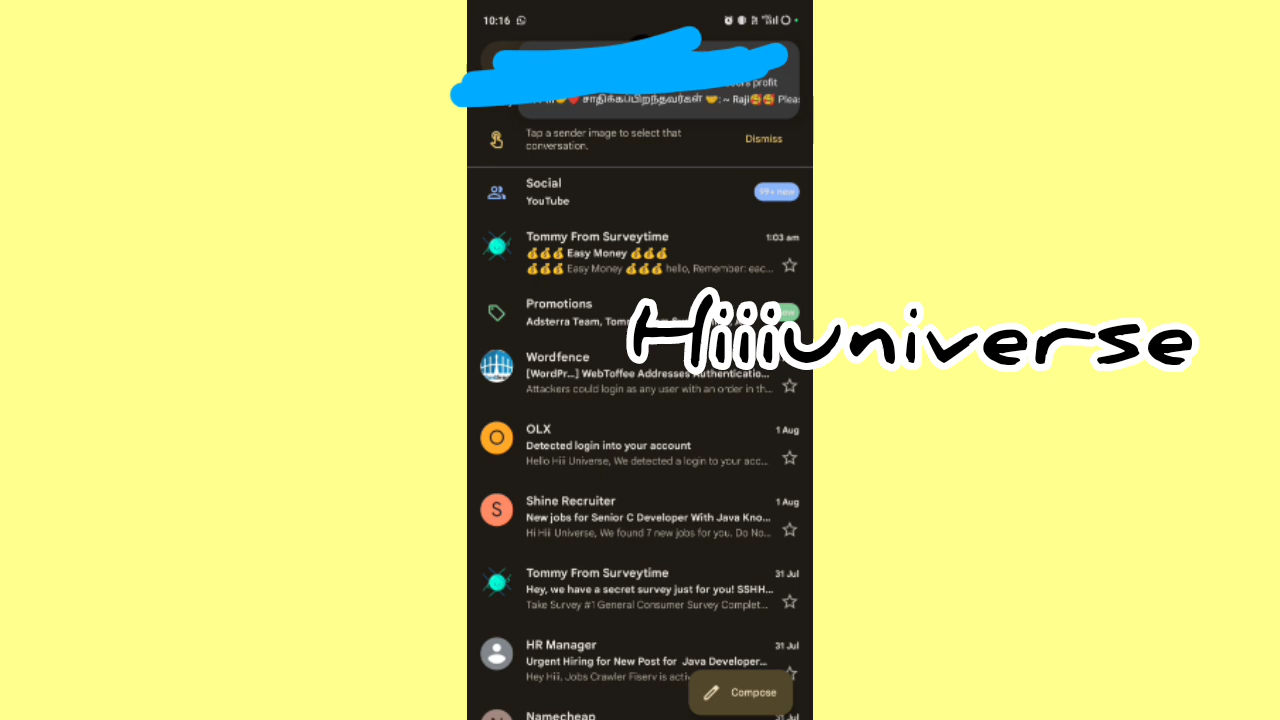 10:16
profit
சாதிக்கப்பிறந்தவர்கள் 🤝: ~ Raji🥰🥰 Pleas
Tap a sender image to select that
conversation.
Dismiss
Social
99+ new
YouTube
Tommy From Surveytime
1:03 am
💰💰💰 Easy Money 💰💰💰
💰💰💰 Easy Money 💰💰💰 hello, Remember: eac...
Promotions
new
Adsterra Team,
HiiiUniverse
Wordfence
[WordPr...] WebToffee Addresses Authenticatio...
Attackers could login as any user with an order in th...
OLX
1 Aug
Detected login into your account
Hello Hiii Universe, We detected a login to your acc...
Shine Recruiter
1 Aug
New jobs for Senior C Developer With Java Kno...
Hi Hiii Universe, We found 7 new jobs for you. Do No...
Tommy From Surveytime
31 Jul
Hey, we have a secret survey just for you! SSHH...
Take Survey #1 General Consumer Survey Complet...
HR Manager
31 Jul
Urgent Hiring for New Post for Java Developer...
Hey Hiii, Jobs Crawler Fiserv is activ
Compose
Namecheap
31 Jul